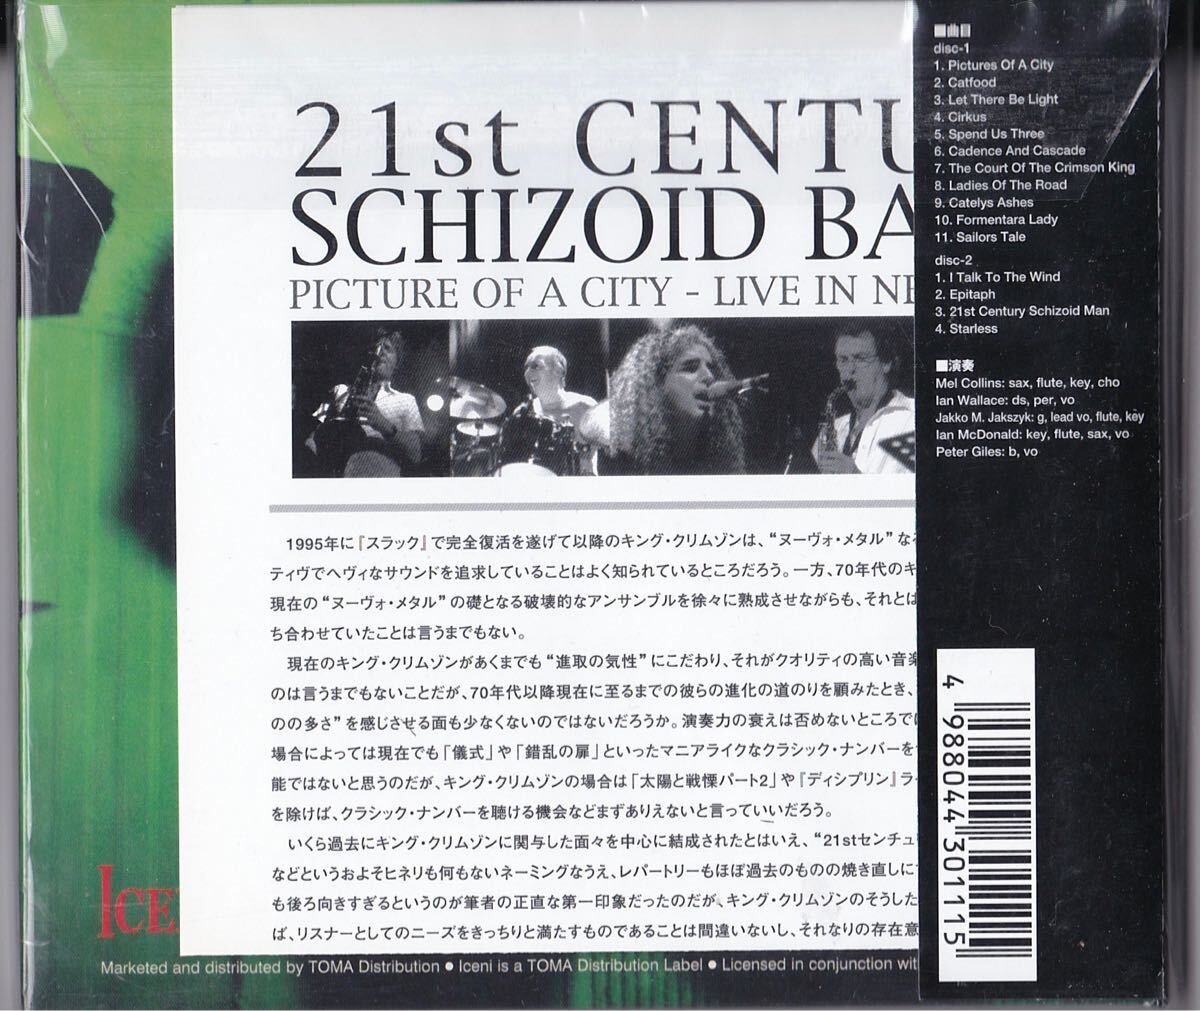 21st CENTU
SCHIZOID BA
PICTURE OF A CITY - LIVE IN NE
1995年に『スラック』で完全復活を遂げて以降のキング・クリムゾンは、“ヌーヴォ・メタル”なる
ティヴでヘヴィなサウンドを追求していることはよく知られているところだろう。一方、70年代のキ
現在の“ヌーヴォ・メタル”の礎となる破壊的なアンサンブルを徐々に熟成させながらも、それとは
ち合わせていたことは言うまでもない。
現在のキング・クリムゾンがあくまでも“進取の気性”にこだわり、それがクオリティの高い音楽
のは言うまでもないことだが、70年代以降現在に至るまでの彼らの進化の道のりを顧みたとき、
のの多さ”を感じさせる面も少なくないのではないだろうか。演奏力の衰えは否めないところで
場合によっては現在でも「儀式」や「錯乱の扉」といったマニアライクなクラシック・ナンバーを
能ではないと思うのだが、キング・クリムゾンの場合は「太陽と戦慄パート2」や『ディシプリン』ラ
を除けば、クラシック・ナンバーを聴ける機会などまずありえないと言っていいだろう。
いくら過去にキング・クリムゾンに関与した面々を中心に結成されたとはいえ、“21stセンチュ
などというおよそヒネリも何もないネーミングなうえ、レパートリーもほぼ過去のものの焼き直しに
も後ろ向きすぎるというのが筆者の正直な第一印象だったのだが、キング・クリムゾンのそうした
ば、リスナーとしてのニーズをきっちりと満たすものであることは間違いないし、それなりの存在意
ICE
Marketed and distributed by TOMA Distribution ● Iceni is a TOMA Distribution Label ● Licensed in conjunction wit
■曲目
disc-1
1. Pictures Of A City
2. Catfood
3. Let There Be Light
4. Cirkus
5. Spend Us Three
6. Cadence And Cascade
7. The Court Of The Crimson King
8. Ladies Of The Road
9. Catelys Ashes
10. Formentara Lady
11. Sailors Tale
disc-2
1. I Talk To The Wind
2. Epitaph
3. 21st Century Schizoid Man
4. Starless
■演奏
Mel Collins: sax, flute, key, cho
Ian Wallace: ds, per, vo
Jakko M. Jakszyk: g, lead vo, flute, key
Ian McDonald: key, flute, sax, vo
Peter Giles: b, vo
4 988044 301115